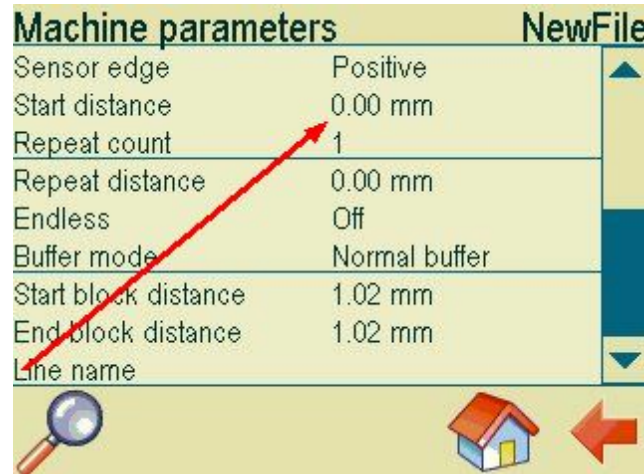 Machine parameters NewFile
Sensor edge Positive
Start distance 0.00 mm
Repeat count 1
Repeat distance 0.00 mm
Endless Off
Buffer mode Normal buffer
Start block distance 1.02 mm
End block distance 1.02 mm
Line name